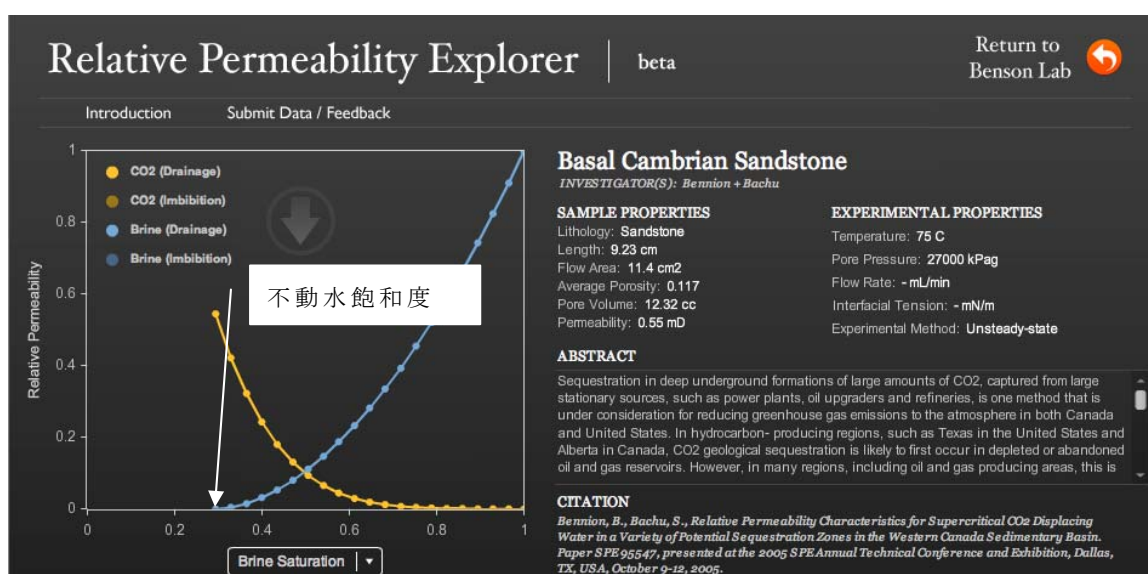 Relative Permeability Explorer
beta
Return to
Benson Lab
Introduction
Submit Data / Feedback
1
0.8
0.6
0.4
0.2
0
Relative Permeability
CO2 (Drainage)
CO2 (Imbibition)
Brine (Drainage)
Brine (Imbibition)
不動水飽和度
0
0.2
0.4
0.6
0.8
1
Brine Saturation
Basal Cambrian Sandstone
INVESTIGATOR(S): Bennion + Bachu
SAMPLE PROPERTIES
Lithology: Sandstone
Length: 9.23 cm
Flow Area: 11.4 cm2
Average Porosity: 0.117
Pore Volume: 12.32 cc
Permeability: 0.55 mD
EXPERIMENTAL PROPERTIES
Temperature: 75 C
Pore Pressure: 27000 kPag
Flow Rate: - mL/min
Interfacial Tension: - mN/m
Experimental Method: Unsteady-state
ABSTRACT
Sequestration in deep underground formations of large amounts of CO2, captured from large
stationary sources, such as power plants, oil upgraders and refineries, is one method that is
under consideration for reducing greenhouse gas emissions to the atmosphere in both Canada
and United States. In hydrocarbon- producing regions, such as Texas in the United States and
Alberta in Canada, CO2 geological sequestration is likely to first occur in depleted or abandoned
oil and gas reservoirs. However, in many regions, including oil and gas producing areas, this is
CITATION
Bennion, B., Bachu, S., Relative Permeability Characteristics for Supercritical CO2 Displacing
Water in a Variety of Potential Sequestration Zones in the Western Canada Sedimentary Basin.
Paper SPE 95547, presented at the 2005 SPE Annual Technical Conference and Exhibition, Dallas,
TX, USA, October 9-12, 2005.